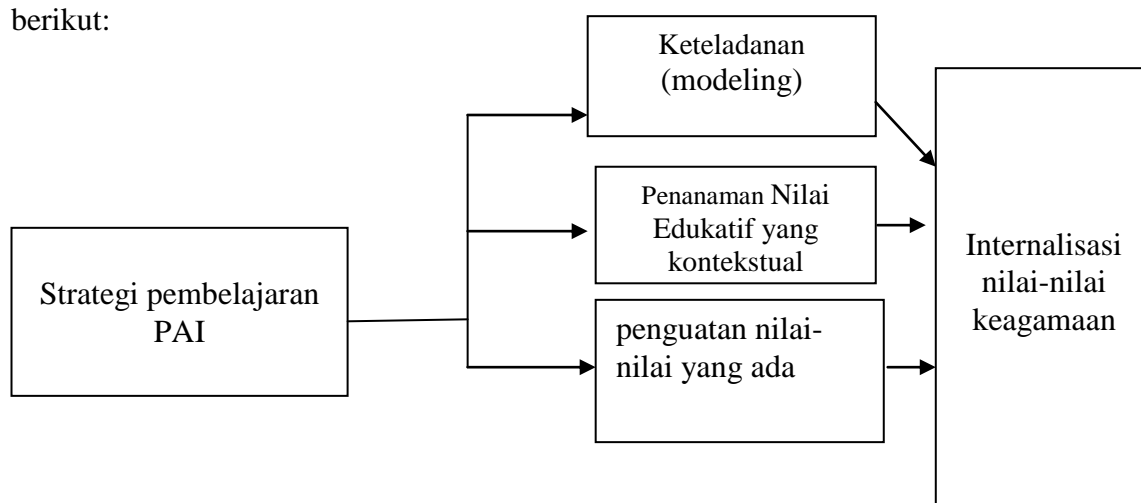 berikut:
Keteladanan
(modeling)
Penanaman Nilai
Edukatif yang
kontekstual
Strategi pembelajaran
PAI
penguatan nilai-
nilai yang ada
Internalisasi
nilai-nilai
keagamaan